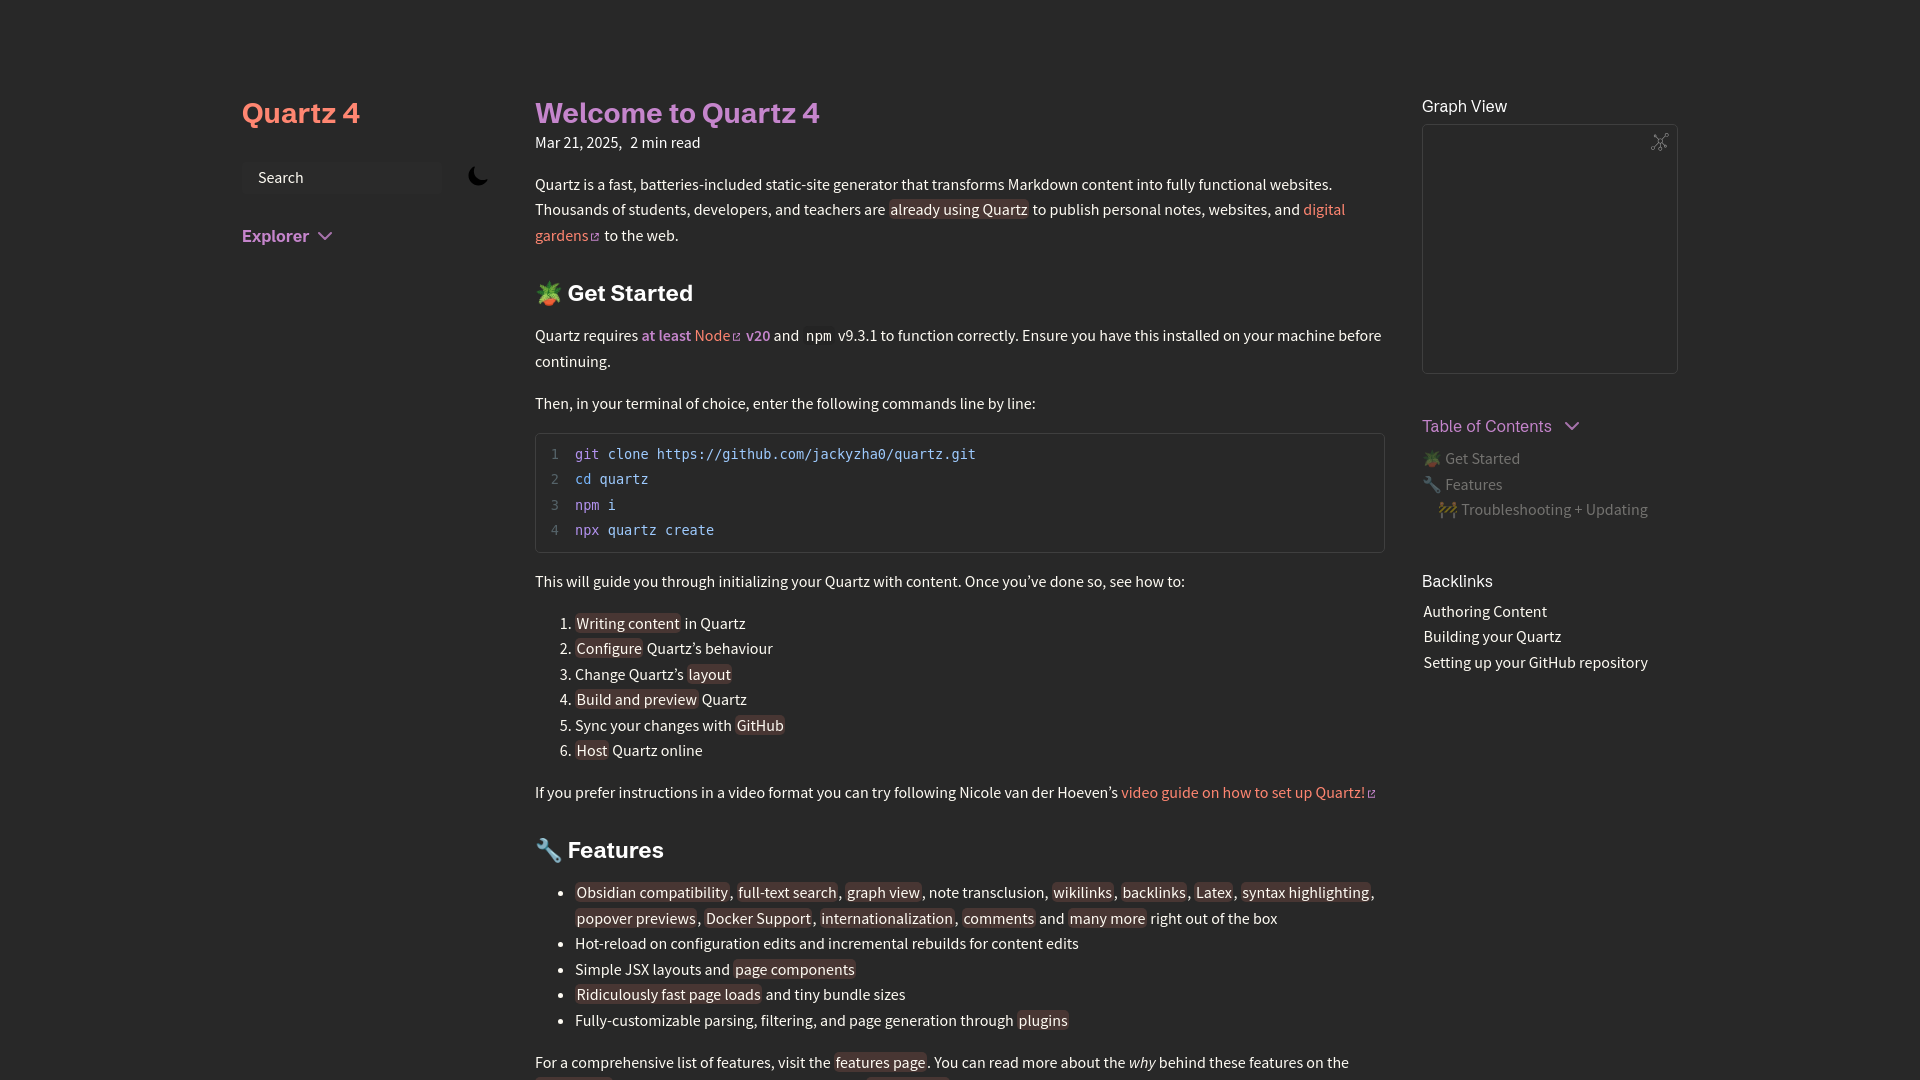 Quartz 4
Search
Explorer
Welcome to Quartz 4
Mar 21, 2025, 2 min read
Quartz is a fast, batteries-included static-site generator that transforms Markdown content into fully functional websites.
Thousands of students, developers, and teachers are already using Quartz to publish personal notes, websites, and digital
gardens to the web.
🪴 Get Started
Quartz requires at least Node v20 and npm v9.3.1 to function correctly. Ensure you have this installed on your machine before
continuing.
Then, in your terminal of choice, enter the following commands line by line:
1 git clone https://github.com/jackyzha0/quartz.git
2 cd quartz
3 npm i
4 npx quartz create
This will guide you through initializing your Quartz with content. Once you’ve done so, see how to:
1. Writing content in Quartz
2. Configure Quartz’s behaviour
3. Change Quartz’s layout
4. Build and preview Quartz
5. Sync your changes with GitHub
6. Host Quartz online
If you prefer instructions in a video format you can try following Nicole van der Hoeven’s video guide on how to set up Quartz!
🔧 Features
• Obsidian compatibility, full-text search, graph view, note transclusion, wikilinks, backlinks, Latex, syntax highlighting,
popover previews, Docker Support, internationalization, comments and many more right out of the box
• Hot-reload on configuration edits and incremental rebuilds for content edits
• Simple JSX layouts and page components
• Ridiculously fast page loads and tiny bundle sizes
• Fully-customizable parsing, filtering, and page generation through plugins
For a comprehensive list of features, visit the features page. You can read more about the why behind these features on the
Graph View
Table of Contents
🪴 Get Started
🔧 Features
🚧 Troubleshooting + Updating
Backlinks
Authoring Content
Building your Quartz
Setting up your GitHub repository